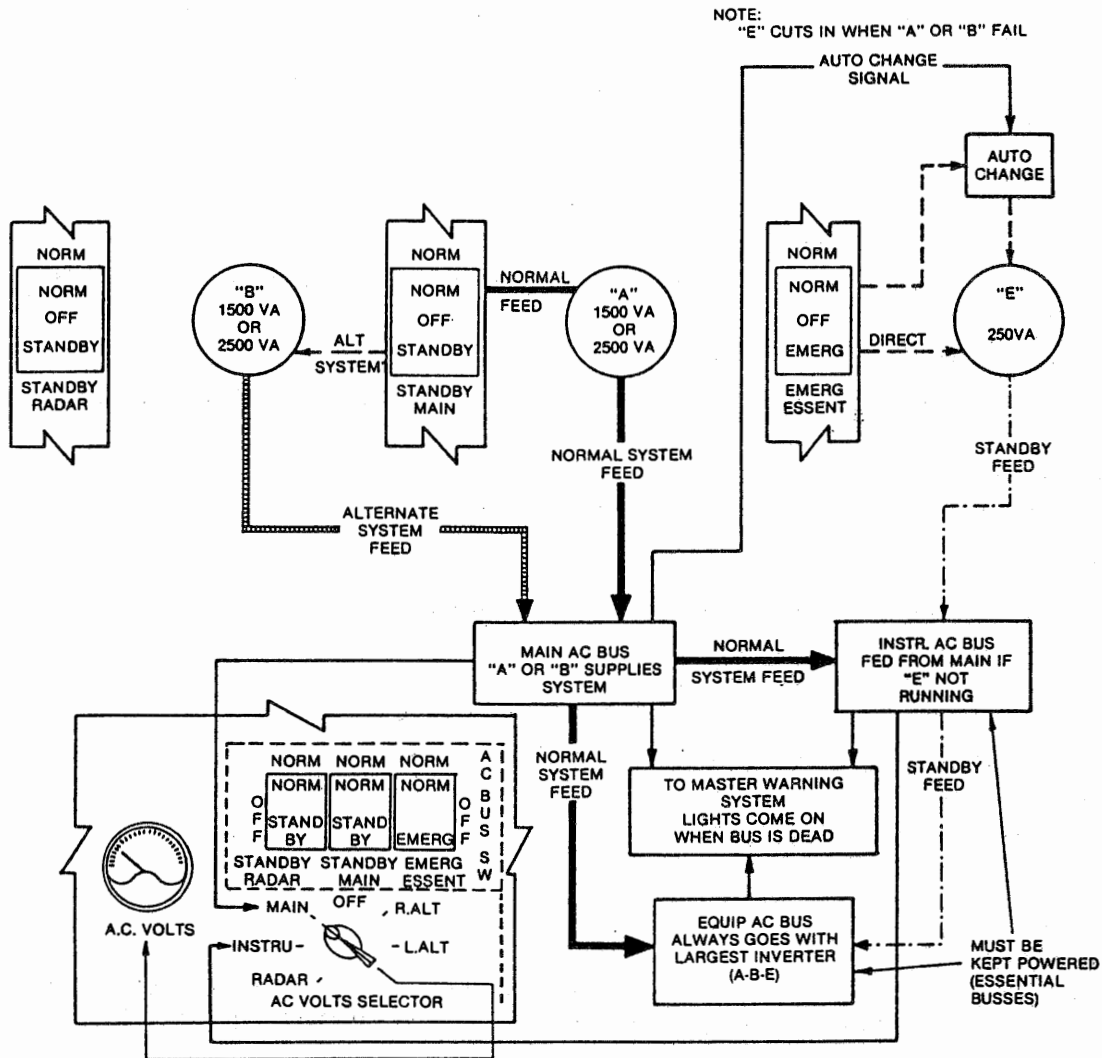 NOTE:
"E" CUTS IN WHEN "A" OR "B" FAIL
AUTO CHANGE
SIGNAL
AUTO
CHANGE
NORM
NORM
OFF
STANDBY
STANDBY
RADAR
"B"
1500 VA
OR
2500 VA
ALT
SYSTEM
NORM
NORM
OFF
STANDBY
STANDBY
MAIN
NORMAL
FEED
"A"
1500 VA
OR
2500 VA
NORM
NORM
OFF
EMERG
EMERG
ESSENT
DIRECT
"E"
250VA
NORMAL SYSTEM
FEED
STANDBY
FEED
ALTERNATE
SYSTEM
FEED
MAIN AC BUS
"A" OR "B" SUPPLIES
SYSTEM
NORMAL
SYSTEM FEED
INSTR. AC BUS
FED FROM MAIN IF
"E" NOT
RUNNING
NORMAL
SYSTEM
FEED
STANDBY
FEED
TO MASTER WARNING
SYSTEM
LIGHTS COME ON
WHEN BUS IS DEAD
EQUIP AC BUS
ALWAYS GOES WITH
LARGEST INVERTER
(A-B-E)
MUST BE
KEPT POWERED
(ESSENTIAL
BUSSES)
NORM NORM NORM
OFF
NORM NORM NORM
STAND BY
STAND BY
EMERG
OFF
AC BUS SW
STANDBY RADAR
STANDBY MAIN
EMERG ESSENT
A.C. VOLTS
OFF
MAIN
R.ALT
INSTRU
L.ALT
RADAR
AC VOLTS SELECTOR